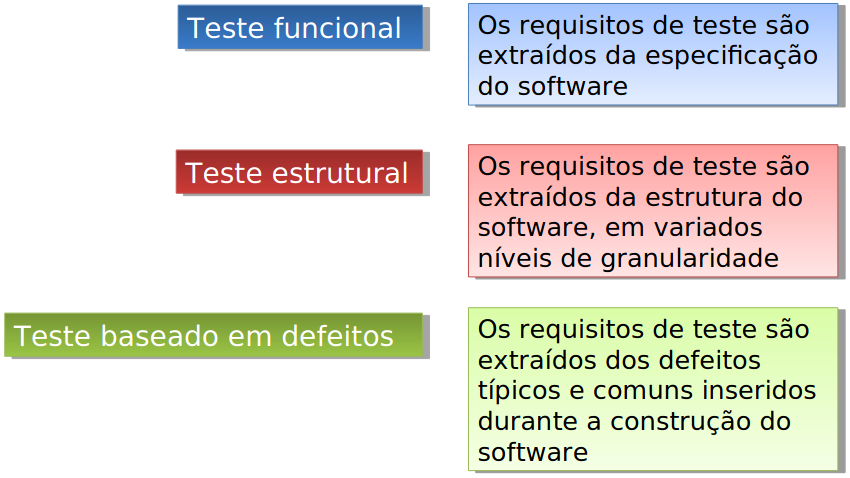 Teste funcional
Os requisitos de teste são
extraídos da especificação
do software
Teste estrutural
Os requisitos de teste são
extraídos da estrutura do
software, em variados
níveis de granularidade
Teste baseado em defeitos
Os requisitos de teste são
extraídos dos defeitos
típicos e comuns inseridos
durante a construção do
software